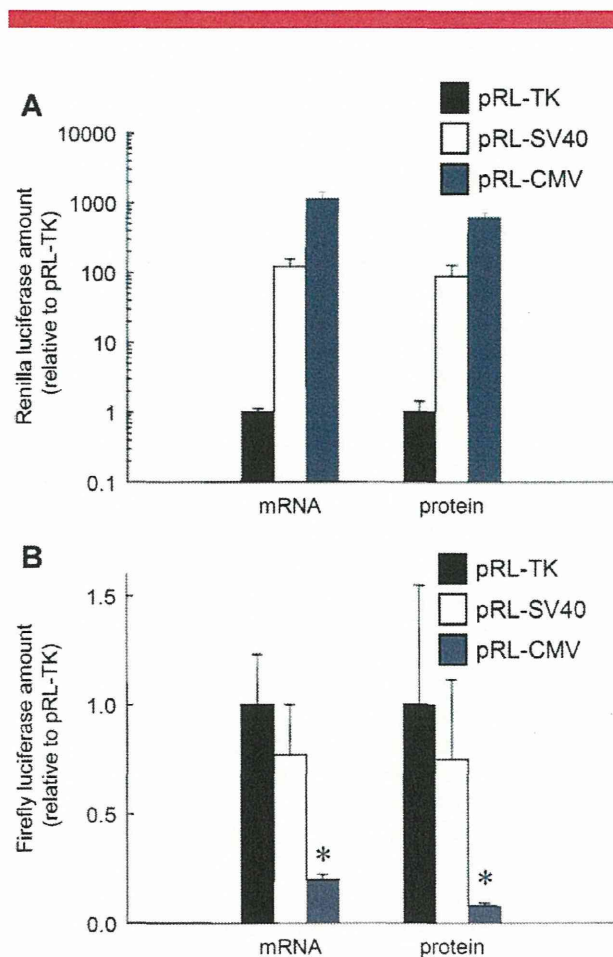 A
pRL-TK
pRL-SV40
pRL-CMV
Renilla luciferase amount
(relative to pRL-TK)
10000
1000
100
10
1
0.1
mRNA protein
B
pRL-TK
pRL-SV40
pRL-CMV
Firefly luciferase amount
(relative to pRL-TK)
1.5
1.0
0.5
0.0
*
*
mRNA protein